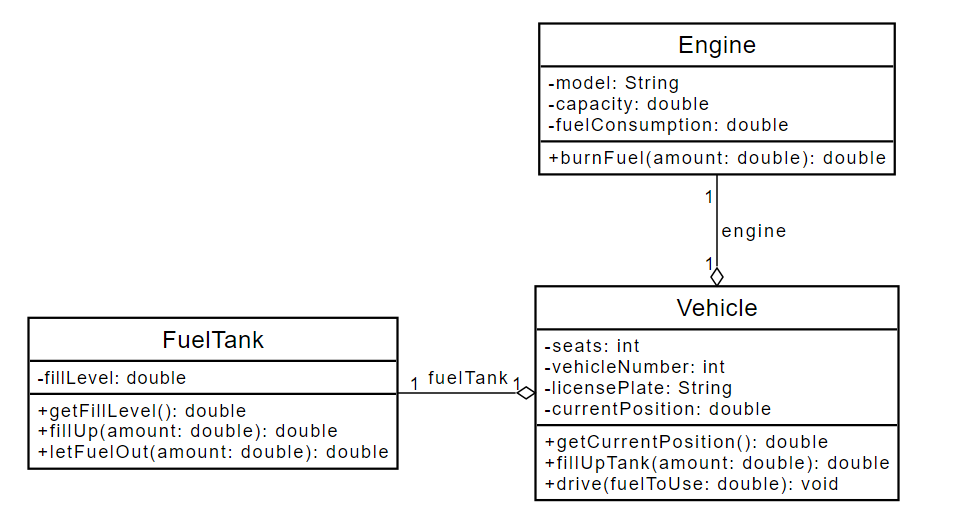 Engine
-model: String
-capacity: double
-fuelConsumption: double
+burnFuel(amount: double): double
1
engine
1
Vehicle
-seats: int
-vehicleNumber: int
-licensePlate: String
-currentPosition: double
+getCurrentPosition(): double
+fillUpTank(amount: double): double
+drive(fuelToUse: double): void
FuelTank
-fillLevel: double
+getFillLevel(): double
+fillUp(amount: double): double
+letFuelOut(amount: double): double
1 fuelTank 1